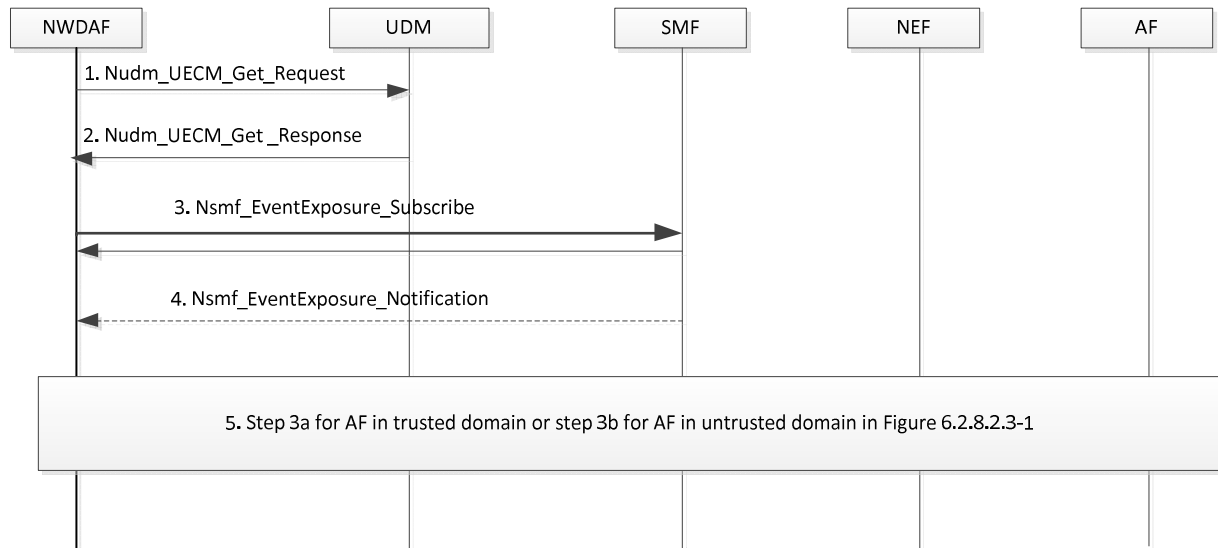 NWDAF
UDM
SMF
NEF
AF
1. Nudm_UECM_Get_Request
2. Nudm_UECM_Get _Response
3. Nsmf_EventExposure_Subscribe
4. Nsmf_EventExposure_Notification
5. Step 3a for AF in trusted domain or step 3b for AF in untrusted domain in Figure 6.2.8.2.3-1